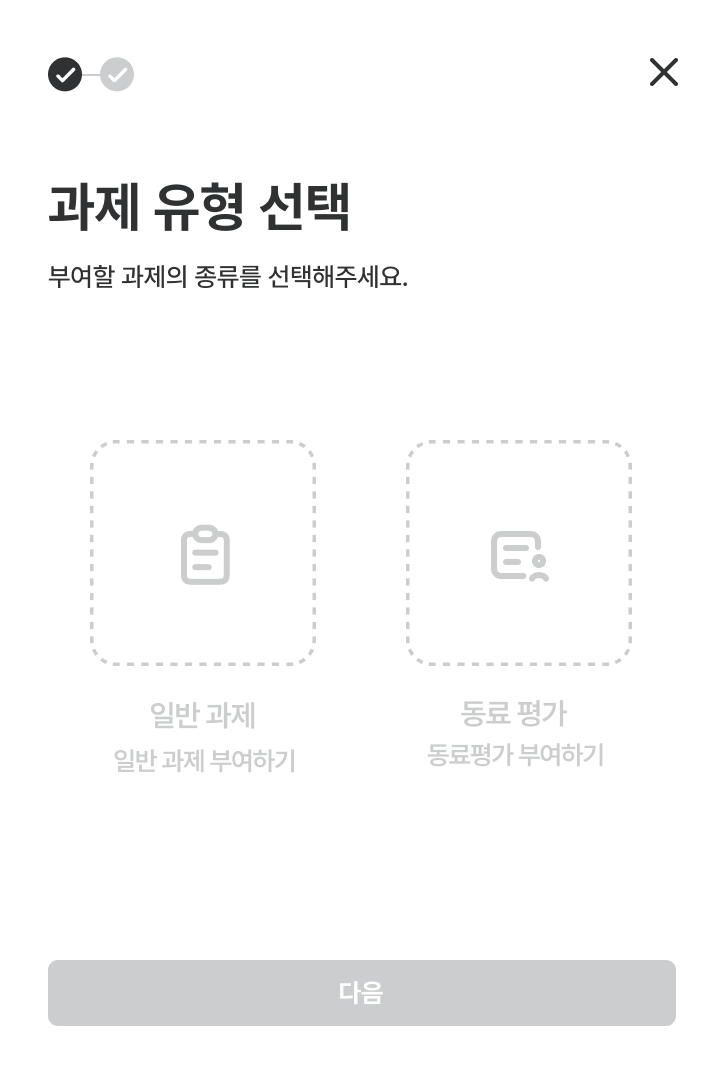 과제 유형 선택
부여할 과제의 종류를 선택해주세요.
일반 과제
일반 과제 부여하기
동료 평가
동료평가 부여하기
다음